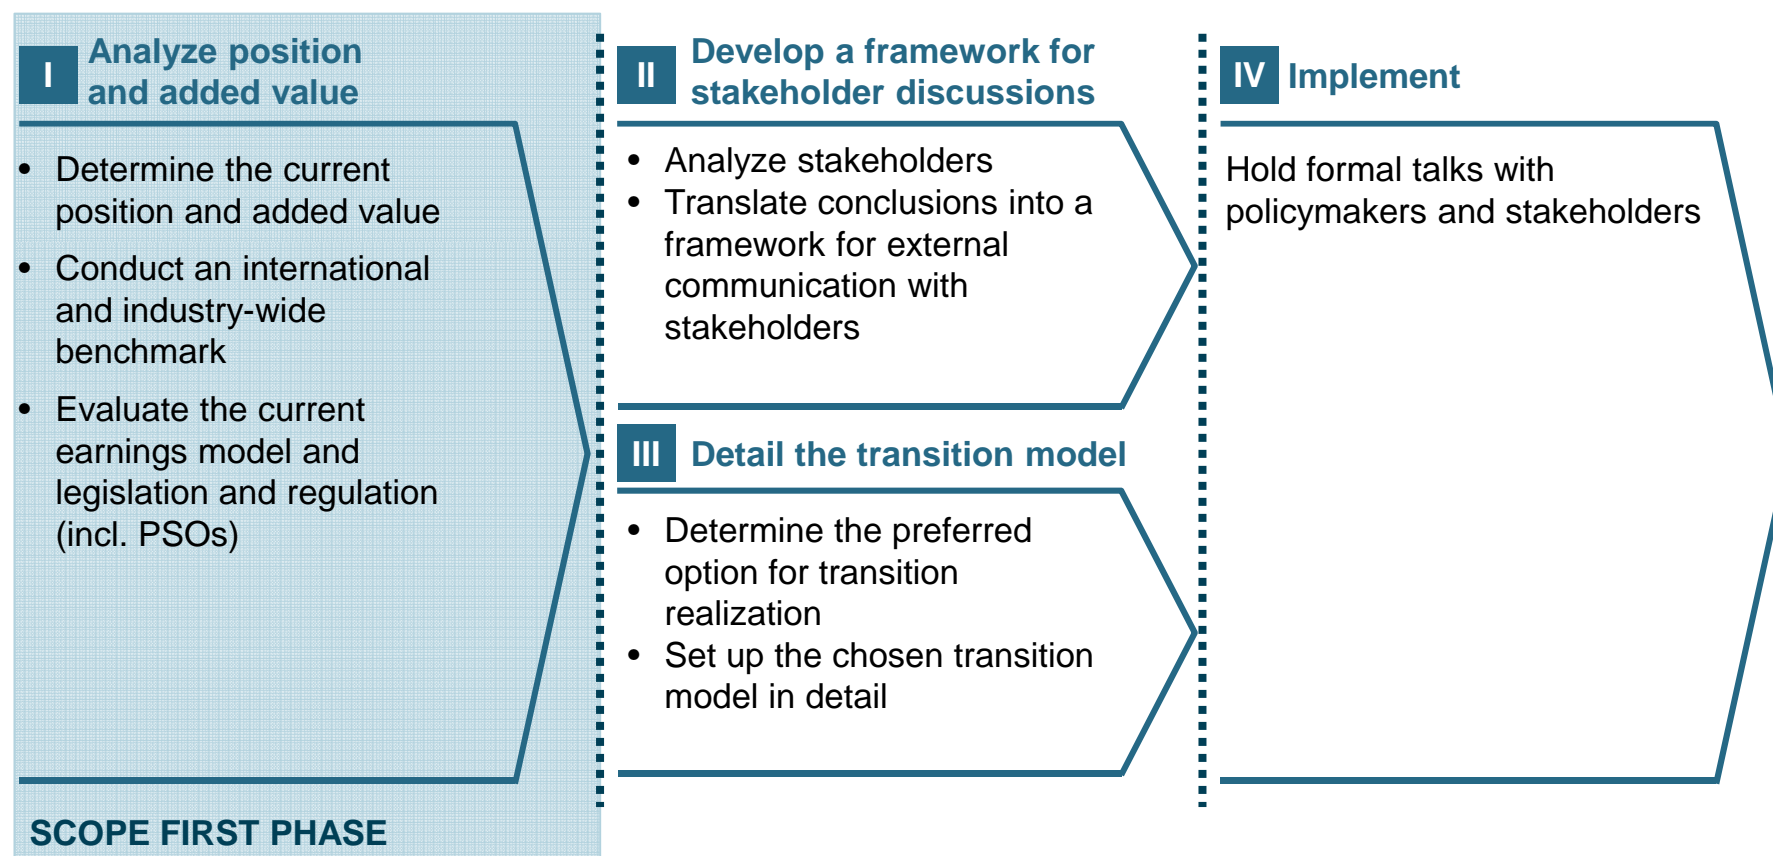 I
Analyze position
and added value
• Determine the current
position and added value
• Conduct an international
and industry-wide
benchmark
• Evaluate the current
earnings model and
legislation and regulation
(incl. PSOs)
SCOPE FIRST PHASE
II
Develop a framework for
stakeholder discussions
• Analyze stakeholders
• Translate conclusions into a
framework for external
communication with
stakeholders
III
Detail the transition model
• Determine the preferred
option for transition
realization
• Set up the chosen transition
model in detail
IV
Implement
Hold formal talks with
policymakers and stakeholders